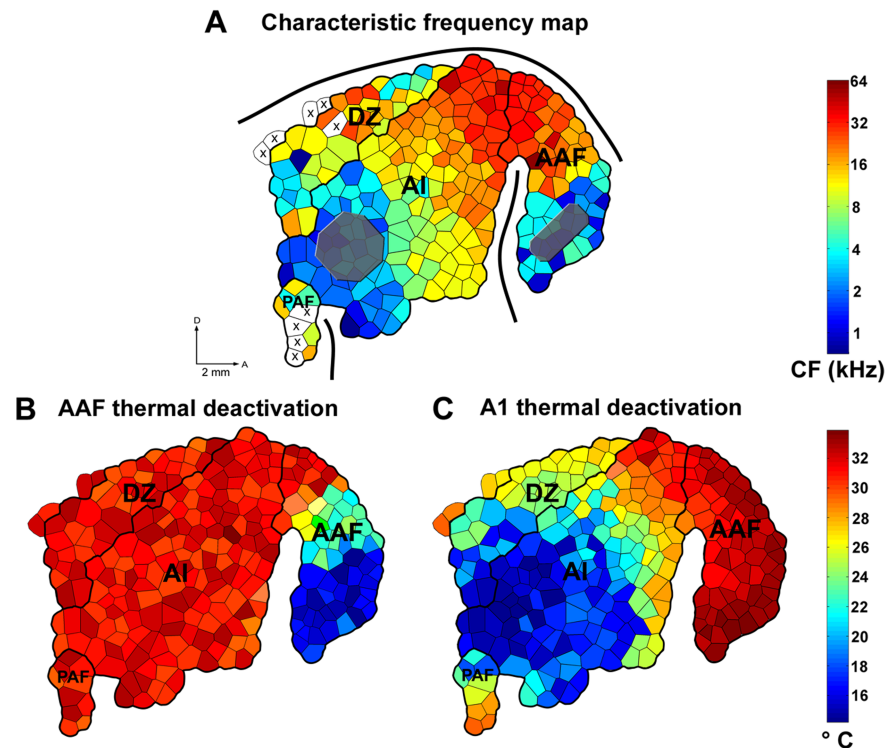 A Characteristic frequency map
x
x
x
x
x
x
DZ
AAF
AI
PAF
x
x
x
x
D
A
2 mm
64
32
16
8
4
2
1
CF (kHz)
B AAF thermal deactivation
DZ
AAF
AI
PAF
C A1 thermal deactivation
DZ
AAF
AI
PAF
32
30
28
26
24
22
20
18
16
° C